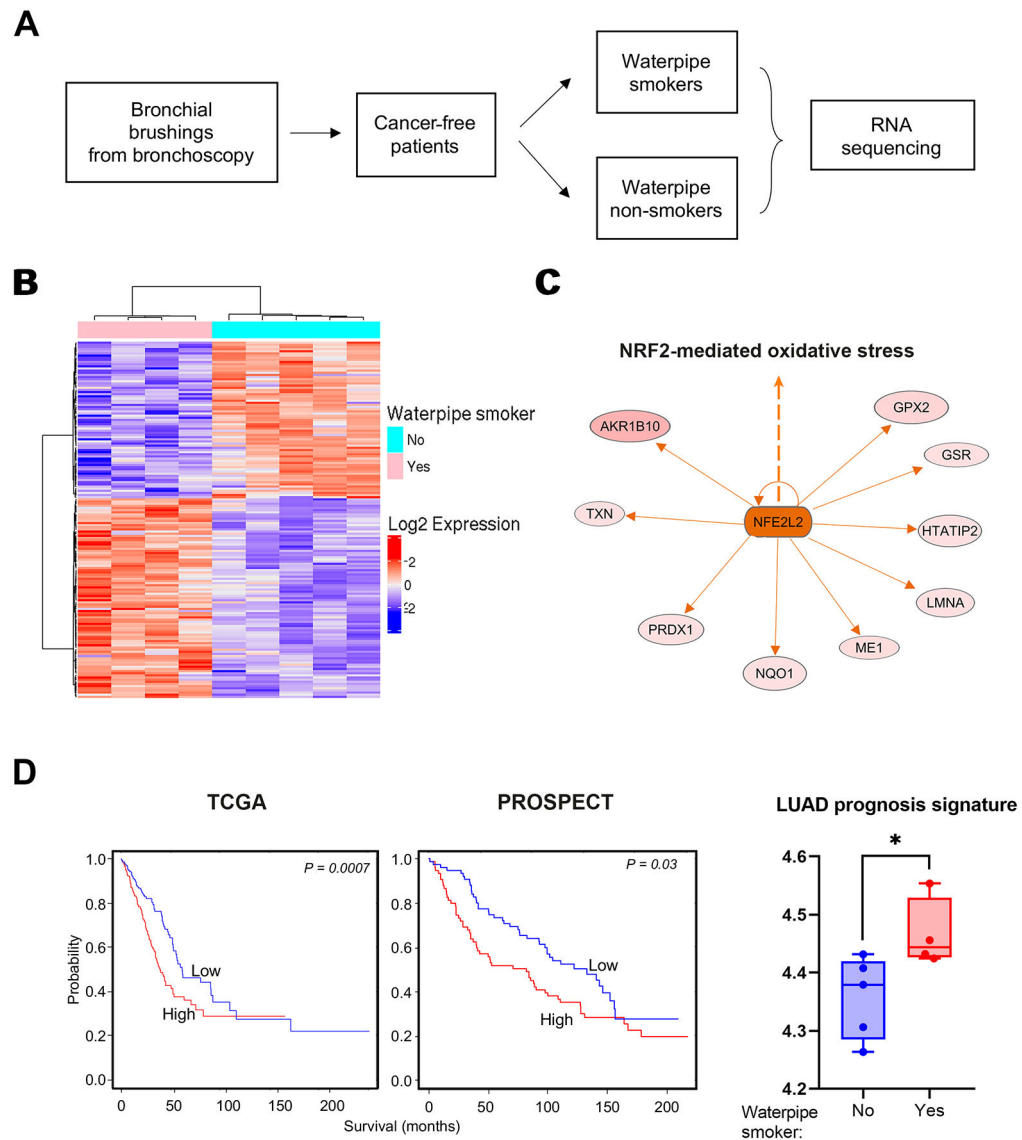 A
Bronchial
brushings
from bronchoscopy
Cancer-free
patients
Waterpipe
smokers
Waterpipe
non-smokers
RNA
sequencing
B
Waterpipe smoker
No
Yes
Log2 Expression
-2
0
2
C
NRF2-mediated oxidative stress
AKR1B10
GPX2
GSR
TXN
NFE2L2
HTATIP2
LMNA
PRDX1
ME1
NQO1
D
TCGA
P = 0.0007
1.0
0.8
0.6
0.4
0.2
0.0
Probability
Low
High
0 50 100 150 200
PROSPECT
P = 0.03
1.0
0.8
0.6
0.4
0.2
0.0
Low
High
0 50 100 150 200
Survival (months)
LUAD prognosis signature
*
4.6
4.5
4.4
4.3
4.2
Waterpipe
smoker:
No Yes